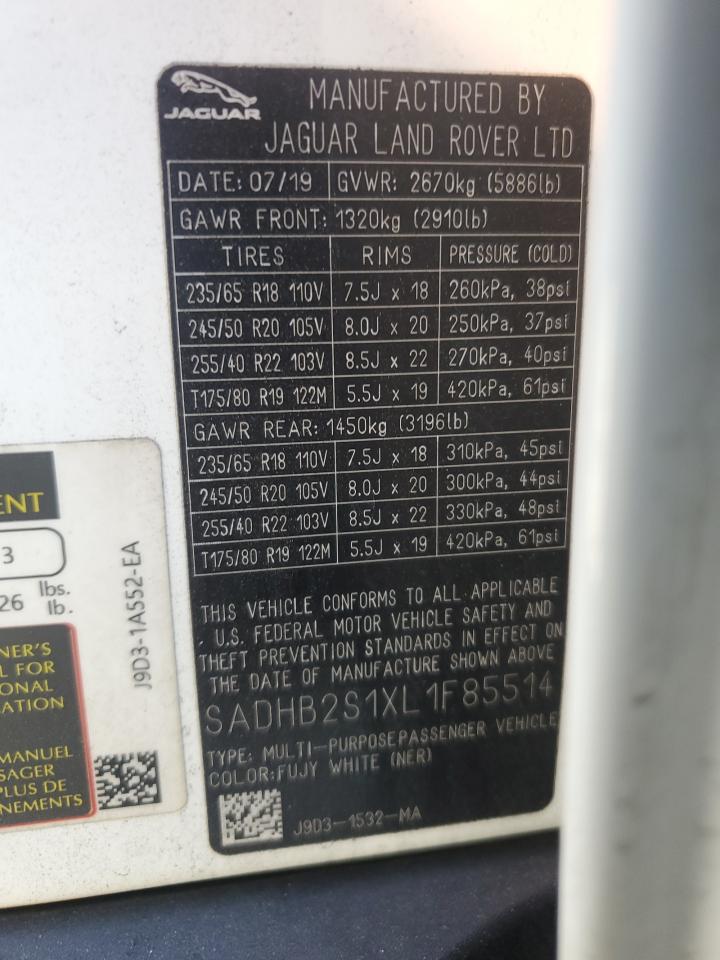 JAGUAR
MANUFACTURED BY
JAGUAR LAND ROVER LTD
DATE: 07/19 GVWR: 2670kg (5886lb)
GAWR FRONT: 1320kg (2910lb)
TIRES RIMS PRESSURE (COLD)
235/65 R18 110V 7.5J x 18 260kPa, 38psi
245/50 R20 105V 8.0J x 20 250kPa, 37psi
255/40 R22 103V 8.5J x 22 270kPa, 40psi
T175/80 R19 122M 5.5J x 19 420kPa, 61psi
GAWR REAR: 1450kg (3196lb)
235/65 R18 110V 7.5J x 18 310kPa, 45psi
245/50 R20 105V 8.0J x 20 300kPa, 44psi
255/40 R22 103V 8.5J x 22 330kPa, 48psi
T175/80 R19 122M 5.5J x 19 420kPa, 61psi
THIS VEHICLE CONFORMS TO ALL APPLICABLE
U.S. FEDERAL MOTOR VEHICLE SAFETY AND
THEFT PREVENTION STANDARDS IN EFFECT ON
THE DATE OF MANUFACTURE SHOWN ABOVE
SADHB2S1XL1F85514
TYPE: MULTI-PURPOSE PASSENGER VEHICLE
COLOR: FUJY WHITE (NER)
J9D3-1532-MA
ENT
3
26 lbs.
lb.
NER'S
L FOR
ONAL
ATION
MANUEL
SAGER
PLUS DE
NEMENTS
J9D3-1A552-EA